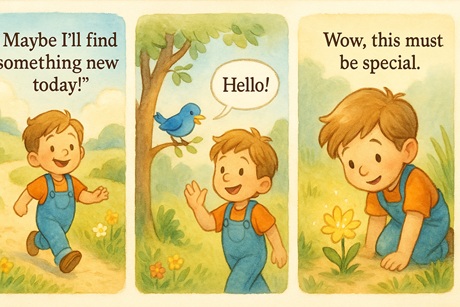 Maybe I'll find
something new
today!"
Hello!
Wow, this must
be special.